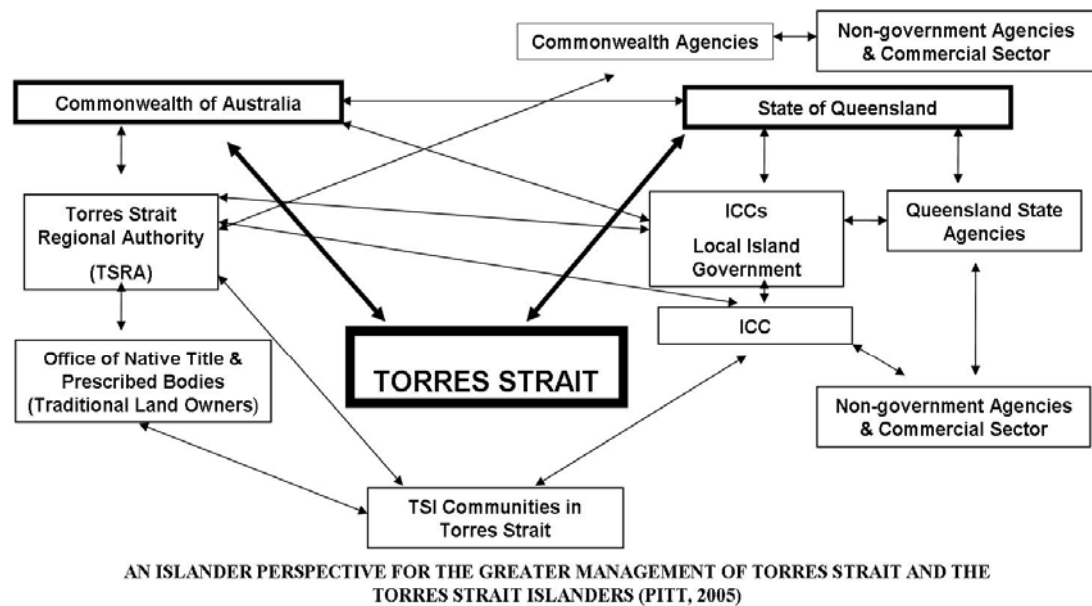 Commonwealth Agencies
Non-government Agencies
& Commercial Sector
Commonwealth of Australia
State of Queensland
Torres Strait
Regional Authority
(TSRA)
ICCs
Local Island
Government
Queensland State
Agencies
ICC
Office of Native Title &
Prescribed Bodies
(Traditional Land Owners)
TORRES STRAIT
Non-government Agencies
& Commercial Sector
TSI Communities in
Torres Strait
AN ISLANDER PERSPECTIVE FOR THE GREATER MANAGEMENT OF TORRES STRAIT AND THE
TORRES STRAIT ISLANDERS (PITT, 2005)